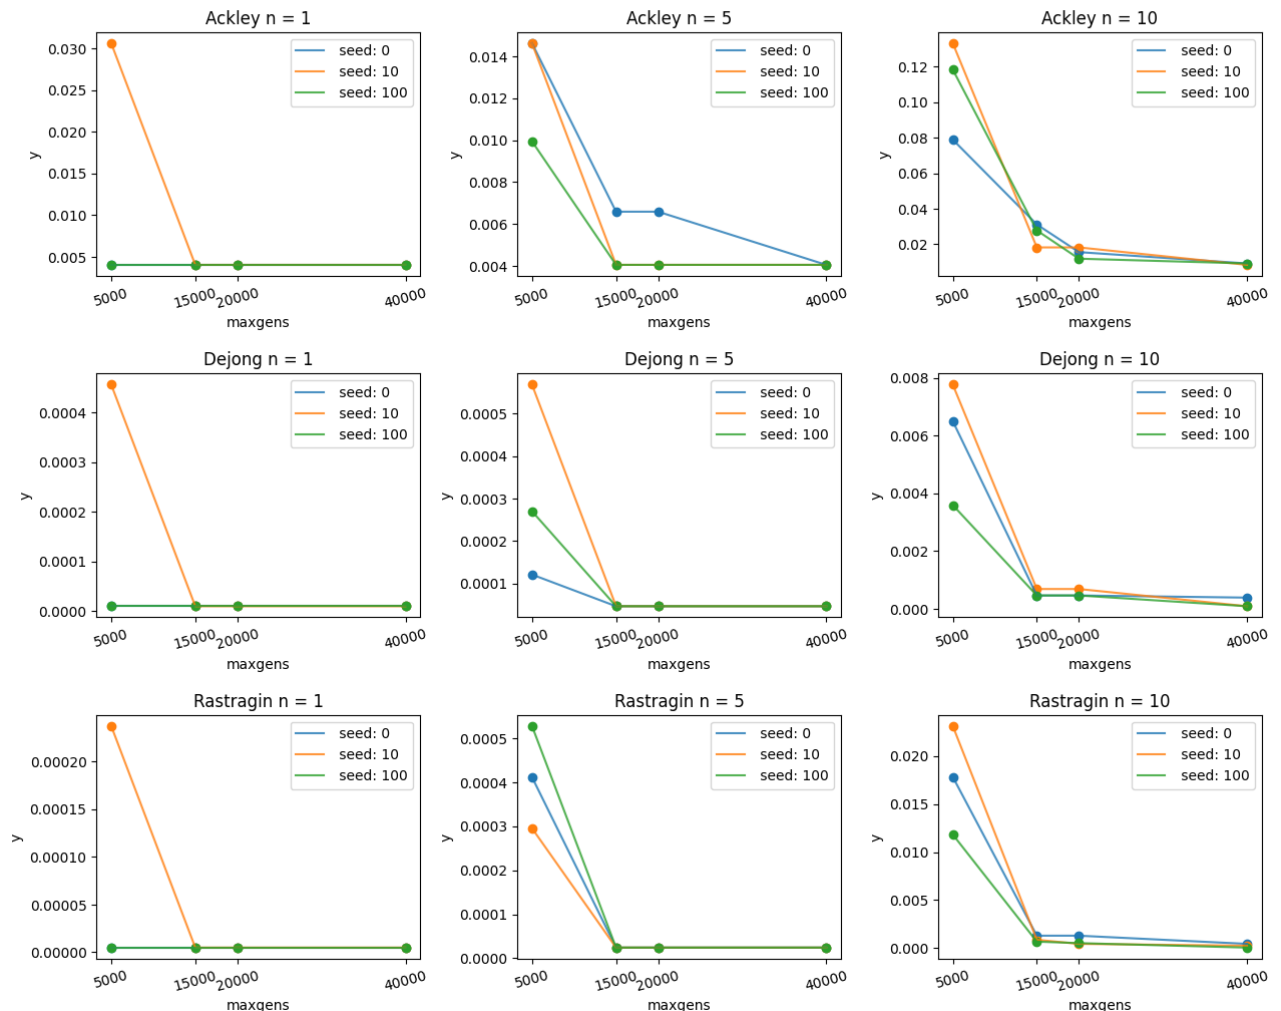 Ackley n = 1
0.030
0.025
0.020
0.015
0.010
0.005
y
seed: 0
seed: 10
seed: 100
5000
15000
20000
40000
maxgens
Ackley n = 5
0.014
0.012
0.010
0.008
0.006
0.004
y
seed: 0
seed: 10
seed: 100
5000
15000
20000
40000
maxgens
Ackley n = 10
0.12
0.10
0.08
0.06
0.04
0.02
y
seed: 0
seed: 10
seed: 100
5000
15000
20000
40000
maxgens
Dejong n = 1
0.0004
0.0003
0.0002
0.0001
0.0000
y
seed: 0
seed: 10
seed: 100
5000
15000
20000
40000
maxgens
Dejong n = 5
0.0005
0.0004
0.0003
0.0002
0.0001
y
seed: 0
seed: 10
seed: 100
5000
15000
20000
40000
maxgens
Dejong n = 10
0.008
0.006
0.004
0.002
0.000
y
seed: 0
seed: 10
seed: 100
5000
15000
20000
40000
maxgens
Rastragin n = 1
0.00020
0.00015
0.00010
0.00005
0.00000
y
seed: 0
seed: 10
seed: 100
5000
15000
20000
40000
maxgens
Rastragin n = 5
0.0005
0.0004
0.0003
0.0002
0.0001
0.0000
y
seed: 0
seed: 10
seed: 100
5000
15000
20000
40000
maxgens
Rastragin n = 10
0.020
0.015
0.010
0.005
0.000
y
seed: 0
seed: 10
seed: 100
5000
15000
20000
40000
maxgens